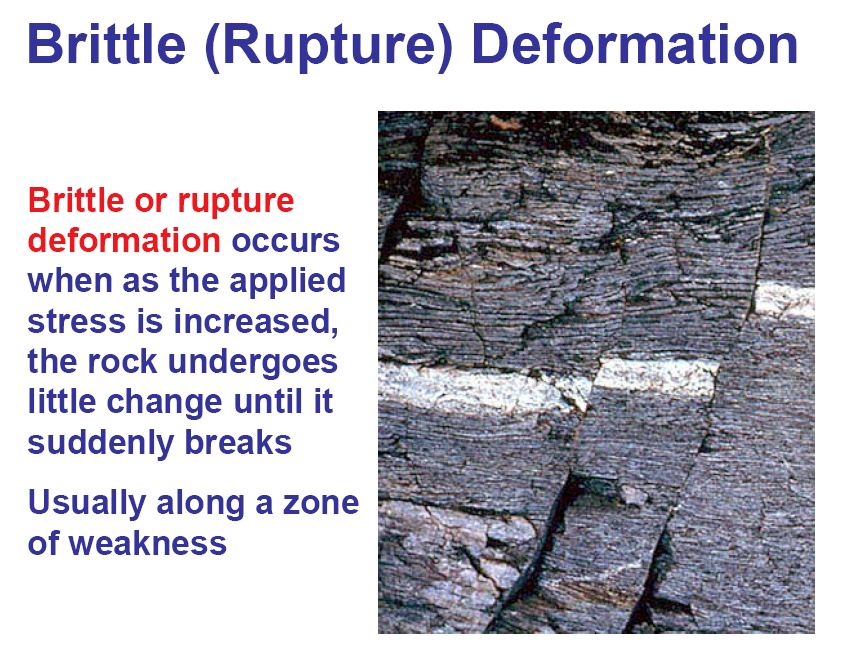 Brittle (Rupture) Deformation
Brittle or rupture
deformation occurs
when as the applied
stress is increased,
the rock undergoes
little change until it
suddenly breaks
Usually along a zone
of weakness